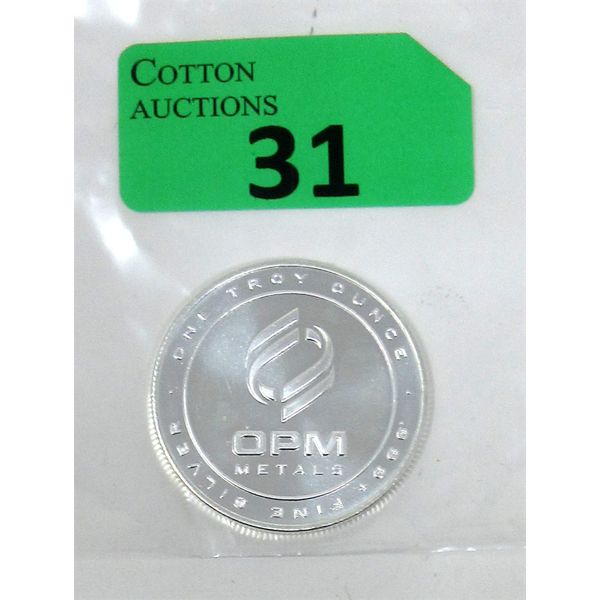 COTTON
AUCTIONS
31
ONE TROY OUNCE
OPM
METALS
.999+ FINE SILVER